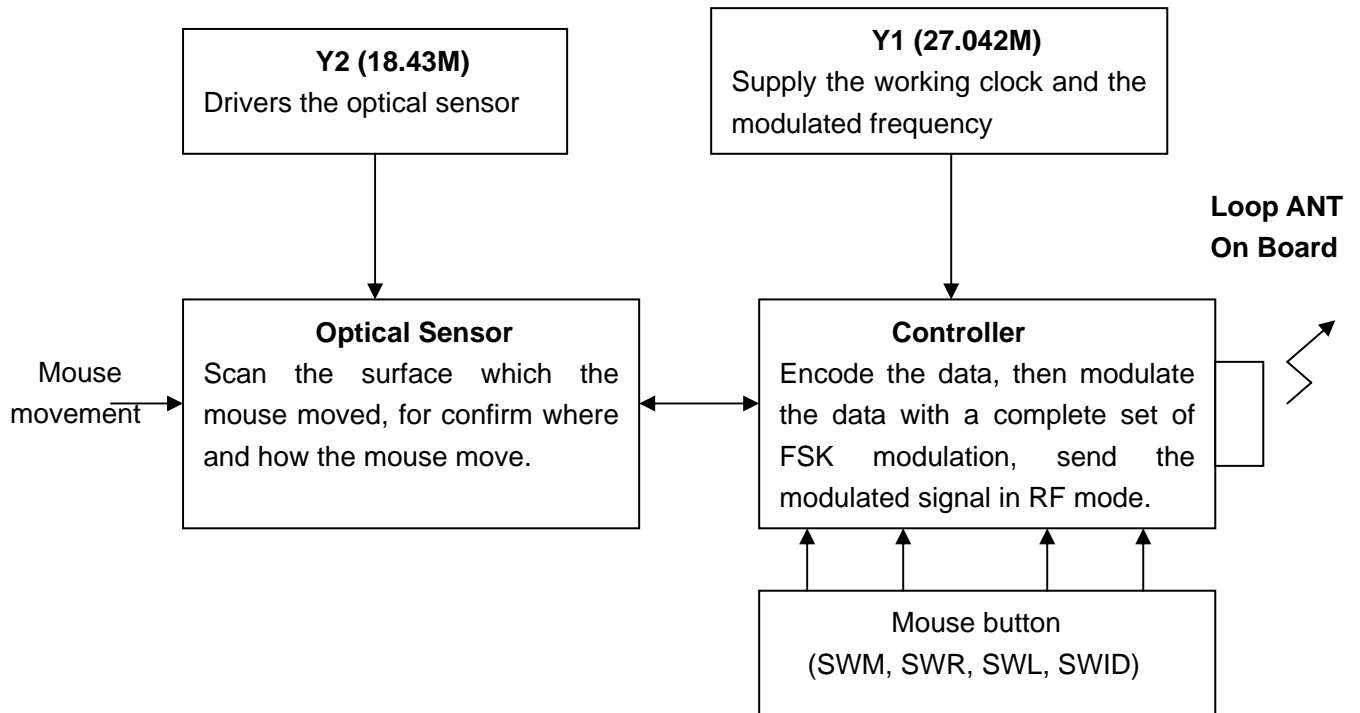 Y2 (18.43M)
Drivers the optical sensor
Y1 (27.042M)
Supply the working clock and the
modulated frequency
Loop ANT
On Board
Mouse
movement
Optical Sensor
Scan the surface which the
mouse moved, for confirm where
and how the mouse move.
Controller
Encode the data, then modulate
the data with a complete set of
FSK modulation, send the
modulated signal in RF mode.
Mouse button
(SWM, SWR, SWL, SWID)